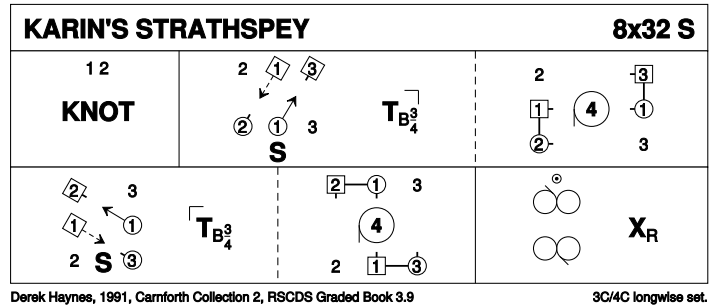 KARIN'S STRATHSPEY 8x32 S
1 2
KNOT
2 1 3
2 1 3
S
T B 3/4
2 3
1 4 1
2 3
2 3
1 1
2 S 3
T B 3/4
2 1 3
4
2 1 3
X R
Derek Haynes, 1991, Carnforth Collection 2, RSCDS Graded Book 3.9 3C/4C longwise set.